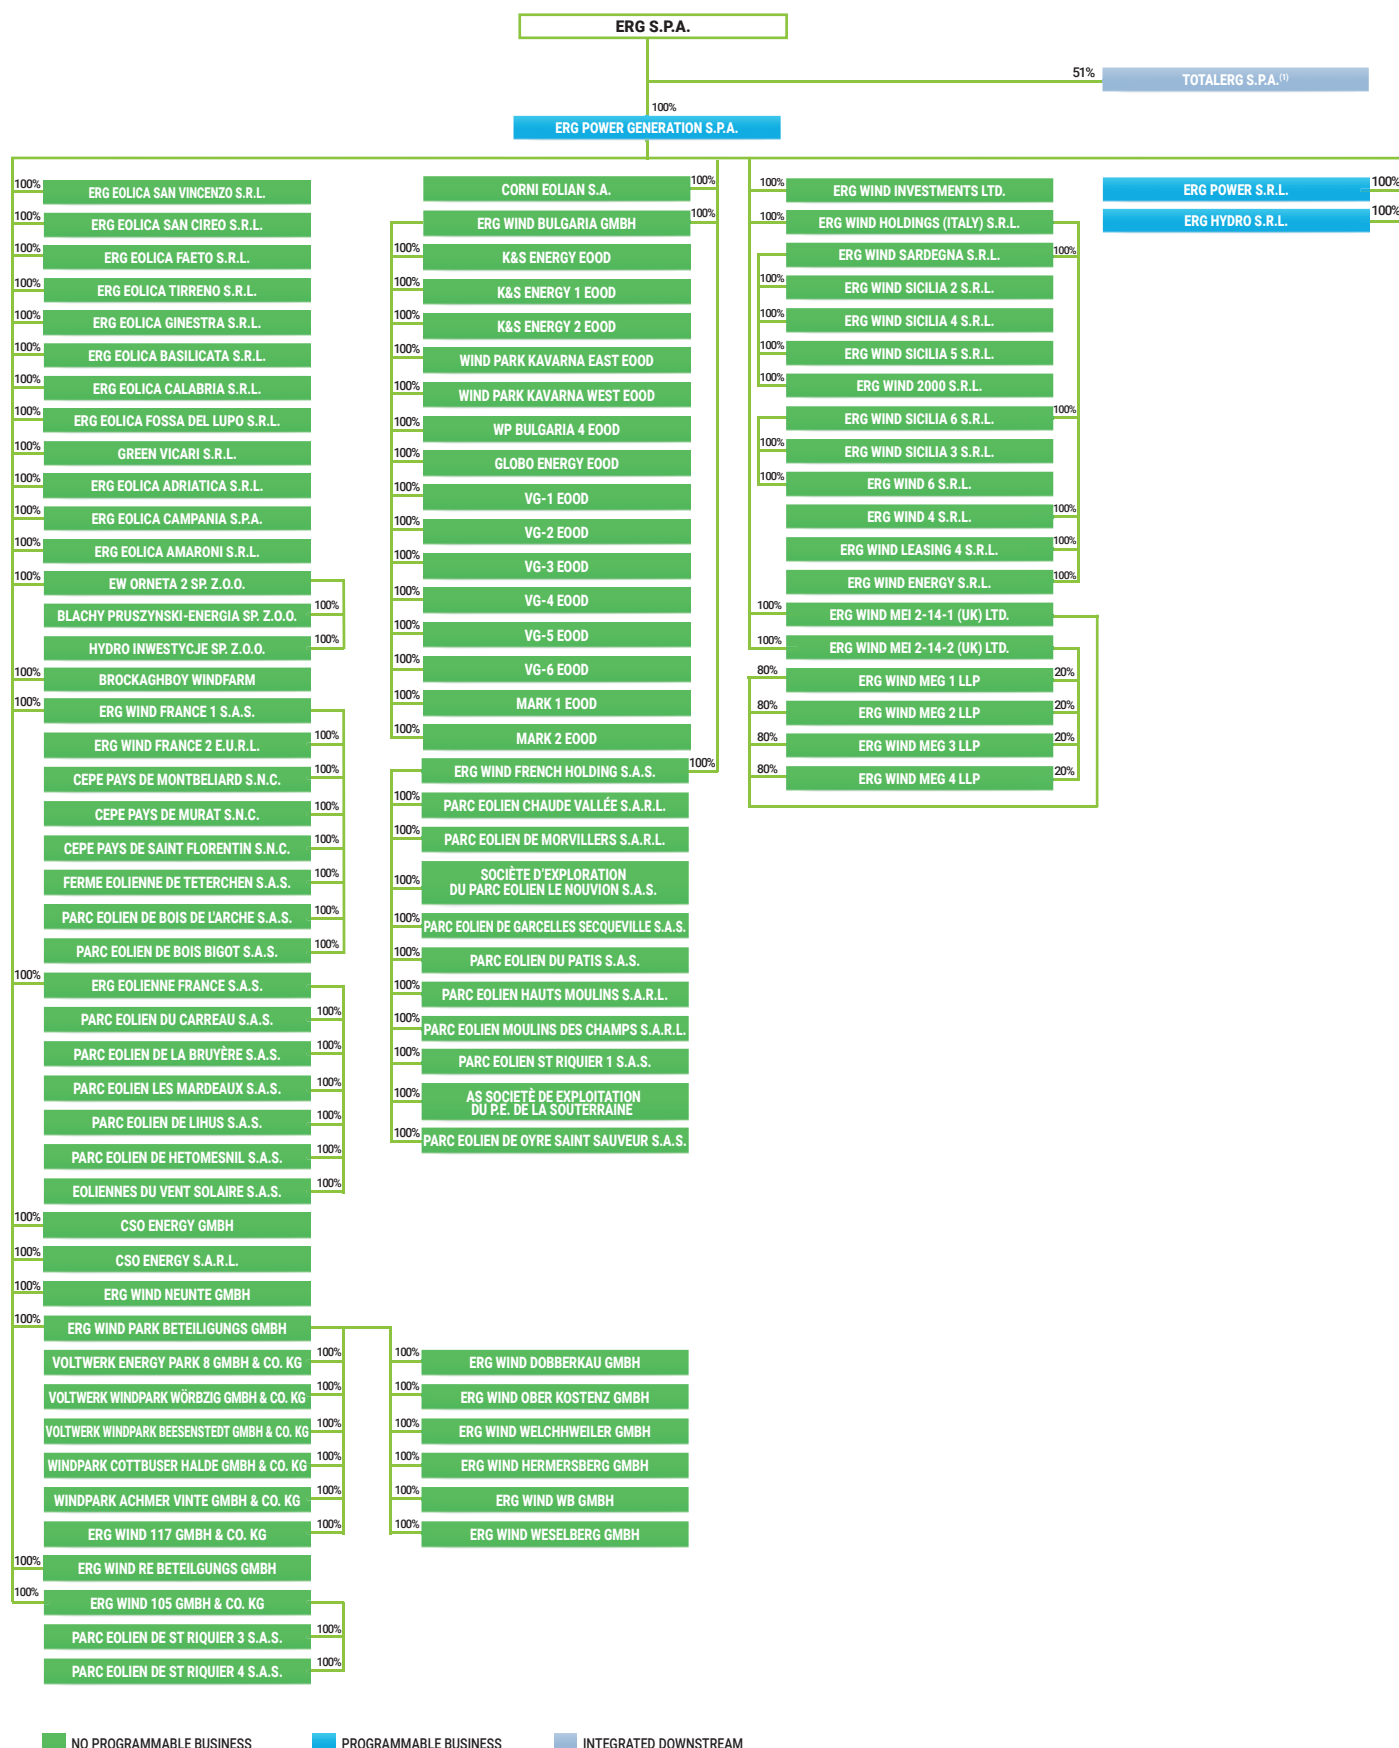 ERG S.P.A.
51%
TOTALERG S.P.A.(1)
100%
ERG POWER GENERATION S.P.A.
100%
ERG EOLICA SAN VINCENZO S.R.L.
100%
ERG EOLICA SAN CIREO S.R.L.
100%
ERG EOLICA FAETO S.R.L.
100%
ERG EOLICA TIRRENO S.R.L.
100%
ERG EOLICA GINESTRA S.R.L.
100%
ERG EOLICA BASILICATA S.R.L.
100%
ERG EOLICA CALABRIA S.R.L.
100%
ERG EOLICA FOSSA DEL LUPO S.R.L.
100%
GREEN VICARI S.R.L.
100%
ERG EOLICA ADRIATICA S.R.L.
100%
ERG EOLICA CAMPANIA S.P.A.
100%
ERG EOLICA AMARONI S.R.L.
100%
EW ORNETA 2 SP. Z.O.O.
BLACHY PRUSZYNSKI-ENERGIA SP. Z.O.O.
100%
HYDRO INWESTYCJE SP. Z.O.O.
100%
100%
BROCKAGHBOY WINDFARM
100%
ERG WIND FRANCE 1 S.A.S.
ERG WIND FRANCE 2 E.U.R.L.
100%
CEPE PAYS DE MONTBELIARD S.N.C.
100%
CEPE PAYS DE MURAT S.N.C.
100%
CEPE PAYS DE SAINT FLORENTIN S.N.C.
100%
FERME EOLIENNE DE TETERCHEN S.A.S.
100%
PARC EOLIEN DE BOIS DE L'ARCHE S.A.S.
100%
PARC EOLIEN DE BOIS BIGOT S.A.S.
100%
100%
ERG EOLIENNE FRANCE S.A.S.
PARC EOLIEN DU CARREAU S.A.S.
100%
PARC EOLIEN DE LA BRUYÈRE S.A.S.
100%
PARC EOLIEN LES MARDEAUX S.A.S.
100%
PARC EOLIEN DE LIHUS S.A.S.
100%
PARC EOLIEN DE HETOMESNIL S.A.S.
100%
EOLIENNES DU VENT SOLAIRE S.A.S.
100%
100%
CSO ENERGY GMBH
100%
CSO ENERGY S.A.R.L.
100%
ERG WIND NEUNTE GMBH
100%
ERG WIND PARK BETEILIGUNGS GMBH
VOLTWERK ENERGY PARK 8 GMBH & CO. KG
100%
VOLTWERK WINDPARK WÖRBZIG GMBH & CO. KG
100%
VOLTWERK WINDPARK BEESENSTEDT GMBH & CO. KG
100%
WINDPARK COTTBUSER HALDE GMBH & CO. KG
100%
WINDPARK ACHMER VINTE GMBH & CO. KG
100%
ERG WIND 117 GMBH & CO. KG
100%
100%
ERG WIND RE BETEILGUNGS GMBH
100%
ERG WIND 105 GMBH & CO. KG
PARC EOLIEN DE ST RIQUIER 3 S.A.S.
100%
PARC EOLIEN DE ST RIQUIER 4 S.A.S.
100%
CORNI EOLIAN S.A.
100%
ERG WIND BULGARIA GMBH
100%
100%
K&S ENERGY EOOD
100%
K&S ENERGY 1 EOOD
100%
K&S ENERGY 2 EOOD
100%
WIND PARK KAVARNA EAST EOOD
100%
WIND PARK KAVARNA WEST EOOD
100%
WP BULGARIA 4 EOOD
100%
GLOBO ENERGY EOOD
100%
VG-1 EOOD
100%
VG-2 EOOD
100%
VG-3 EOOD
100%
VG-4 EOOD
100%
VG-5 EOOD
100%
VG-6 EOOD
100%
MARK 1 EOOD
100%
MARK 2 EOOD
ERG WIND FRENCH HOLDING S.A.S.
100%
100%
PARC EOLIEN CHAUDE VALLÉE S.A.R.L.
100%
PARC EOLIEN DE MORVILLERS S.A.R.L.
100%
SOCIÈTE D'EXPLORATION
DU PARC EOLIEN LE NOUVION S.A.S.
100%
PARC EOLIEN DE GARCELLES SECQUEVILLE S.A.S.
100%
PARC EOLIEN DU PATIS S.A.S.
100%
PARC EOLIEN HAUTS MOULINS S.A.R.L.
100%
PARC EOLIEN MOULINS DES CHAMPS S.A.R.L.
100%
PARC EOLIEN ST RIQUIER 1 S.A.S.
100%
AS SOCIETÈ DE EXPLOITATION
DU P.E. DE LA SOUTERRAINE
100%
PARC EOLIEN DE OYRE SAINT SAUVEUR S.A.S.
100%
ERG WIND DOBBERKAU GMBH
100%
ERG WIND OBER KOSTENZ GMBH
100%
ERG WIND WELCHHWEILER GMBH
100%
ERG WIND HERMERSBERG GMBH
100%
ERG WIND WB GMBH
100%
ERG WIND WESELBERG GMBH
100%
ERG WIND INVESTMENTS LTD.
100%
ERG WIND HOLDINGS (ITALY) S.R.L.
ERG WIND SARDEGNA S.R.L.
100%
100%
ERG WIND SICILIA 2 S.R.L.
100%
ERG WIND SICILIA 4 S.R.L.
100%
ERG WIND SICILIA 5 S.R.L.
100%
ERG WIND 2000 S.R.L.
ERG WIND SICILIA 6 S.R.L.
100%
100%
ERG WIND SICILIA 3 S.R.L.
100%
ERG WIND 6 S.R.L.
ERG WIND 4 S.R.L.
100%
ERG WIND LEASING 4 S.R.L.
100%
ERG WIND ENERGY S.R.L.
100%
100%
ERG WIND MEI 2-14-1 (UK) LTD.
100%
ERG WIND MEI 2-14-2 (UK) LTD.
80%
ERG WIND MEG 1 LLP
20%
80%
ERG WIND MEG 2 LLP
20%
80%
ERG WIND MEG 3 LLP
20%
80%
ERG WIND MEG 4 LLP
20%
ERG POWER S.R.L.
100%
ERG HYDRO S.R.L.
100%
NO PROGRAMMABLE BUSINESS
PROGRAMMABLE BUSINESS
INTEGRATED DOWNSTREAM